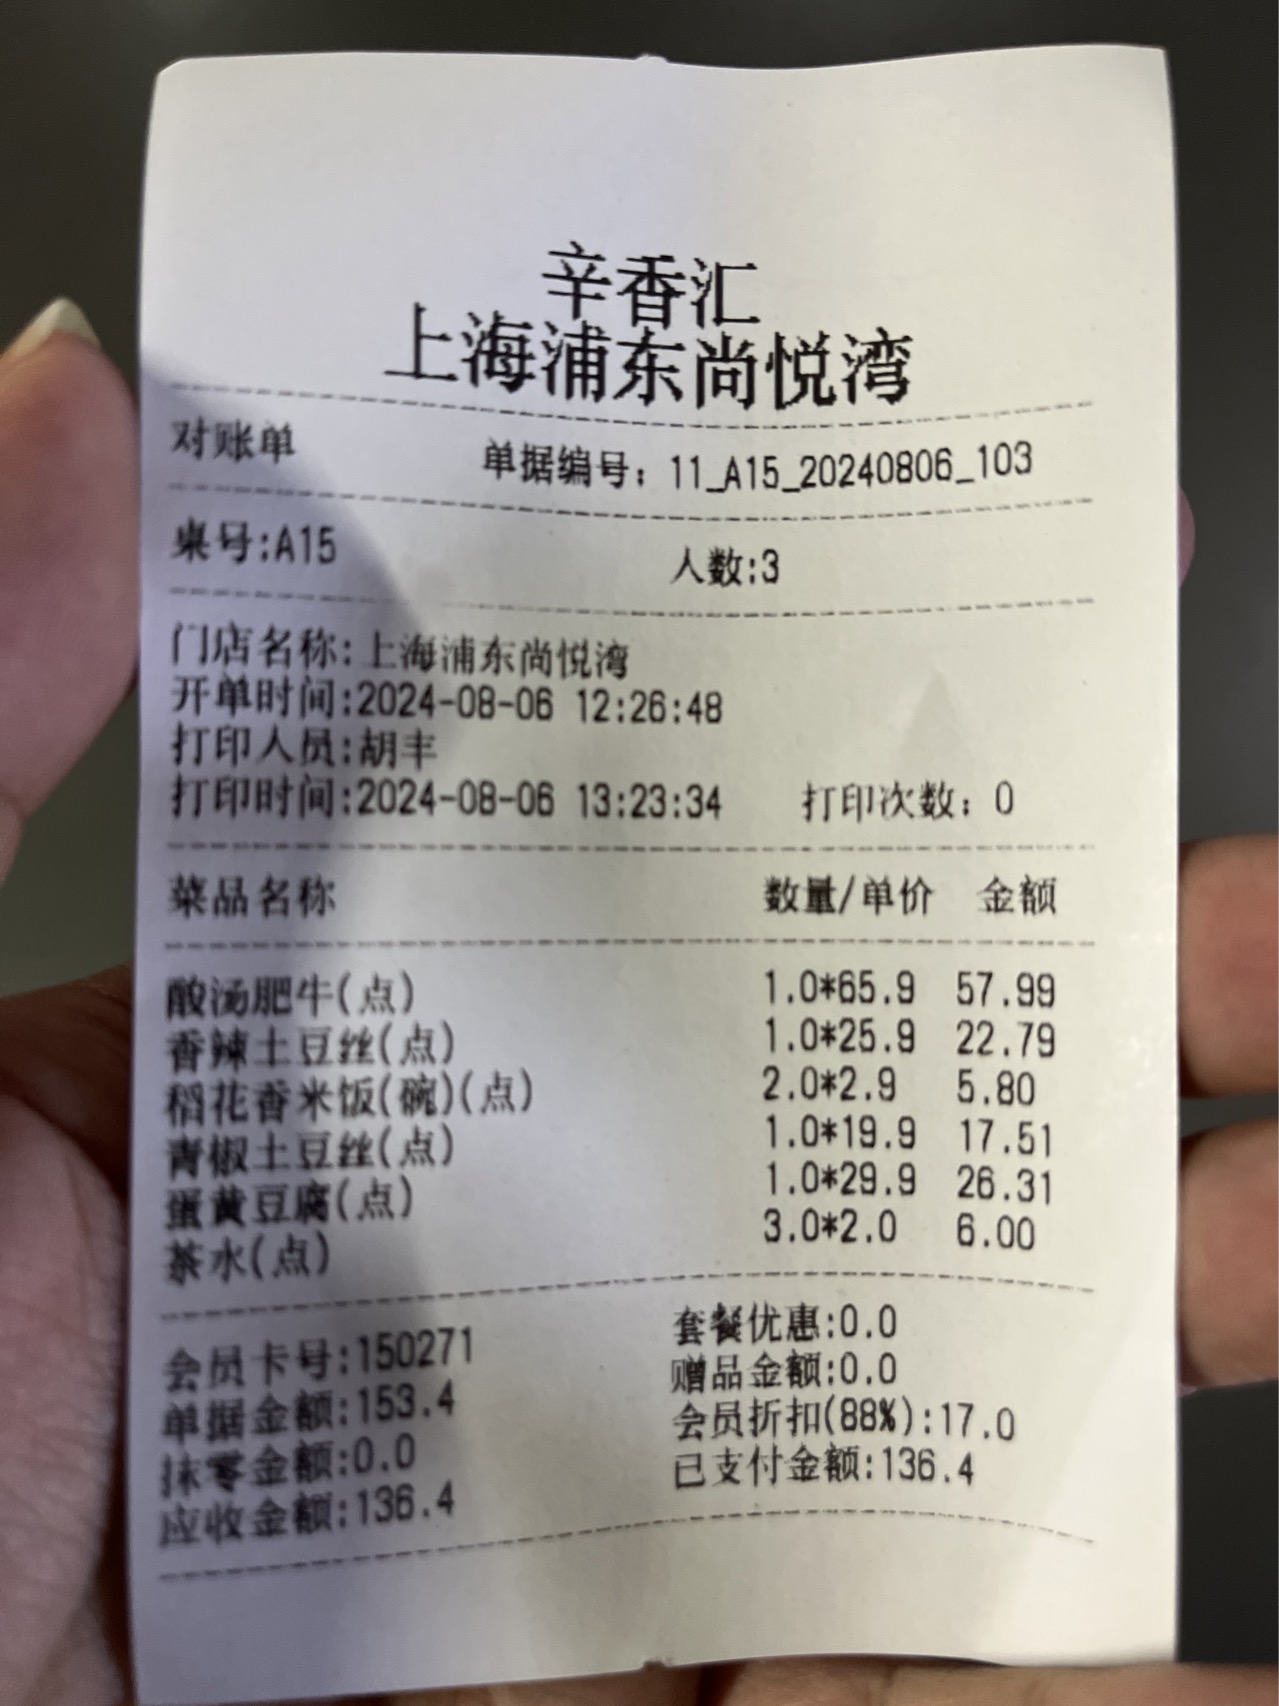 辛香汇
上海浦东尚悦湾
对账单 单据编号：11_A15_20240806_103
桌号:A15 人数:3
门店名称:上海浦东尚悦湾
开单时间:2024-08-06 12:26:48
打印人员:胡丰
打印时间:2024-08-06 13:23:34 打印次数：0
菜品名称 数量/单价 金额
酸汤肥牛(点) 1.0*65.9 57.99
香辣土豆丝(点) 1.0*25.9 22.79
稻花香米饭(碗)(点) 2.0*2.9 5.80
青椒土豆丝(点) 1.0*19.9 17.51
蛋黄豆腐(点) 1.0*29.9 26.31
茶水(点) 3.0*2.0 6.00
会员卡号:150271 套餐优惠:0.0
单据金额:153.4 赠品金额:0.0
抹零金额:0.0 会员折扣(88%):17.0
应收金额:136.4 已支付金额:136.4